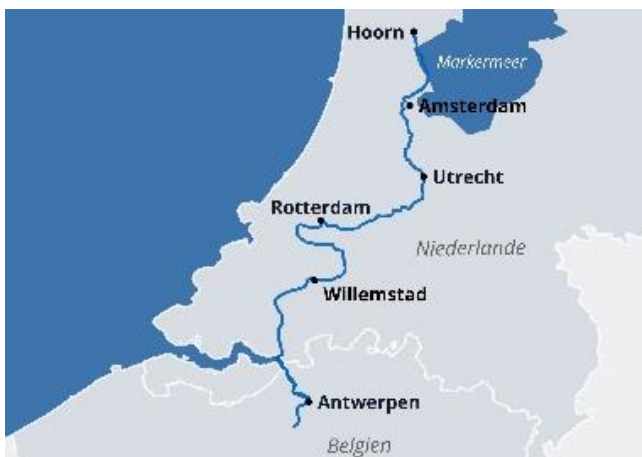 Hoorn
Markermeer
Amsterdam
Utrecht
Rotterdam
Niederlande
Willemstad
Antwerpen
Belgien